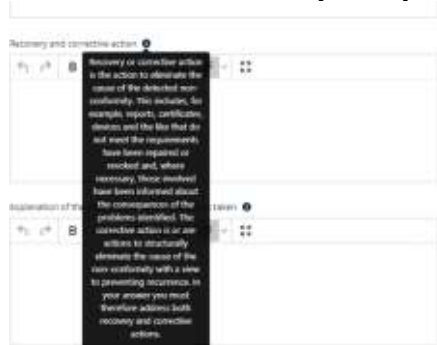 Recovery and corrective action
B
Recovery or corrective action
is the action to eliminate the
cause of the detected non-
conformity. This includes, for
example, reports, certificates,
devices and the like that do
not meet the requirements
have been repaired or
revoked and, where
necessary, those involved
have been informed about
the consequences of the
problems identified. The
corrective action is or are
actions to structurally
eliminate the cause of the
non-conformity with a view
to preventing recurrence. In
your answer you must
therefore address both
recovery and corrective
actions.
Explanation of the
taken
B